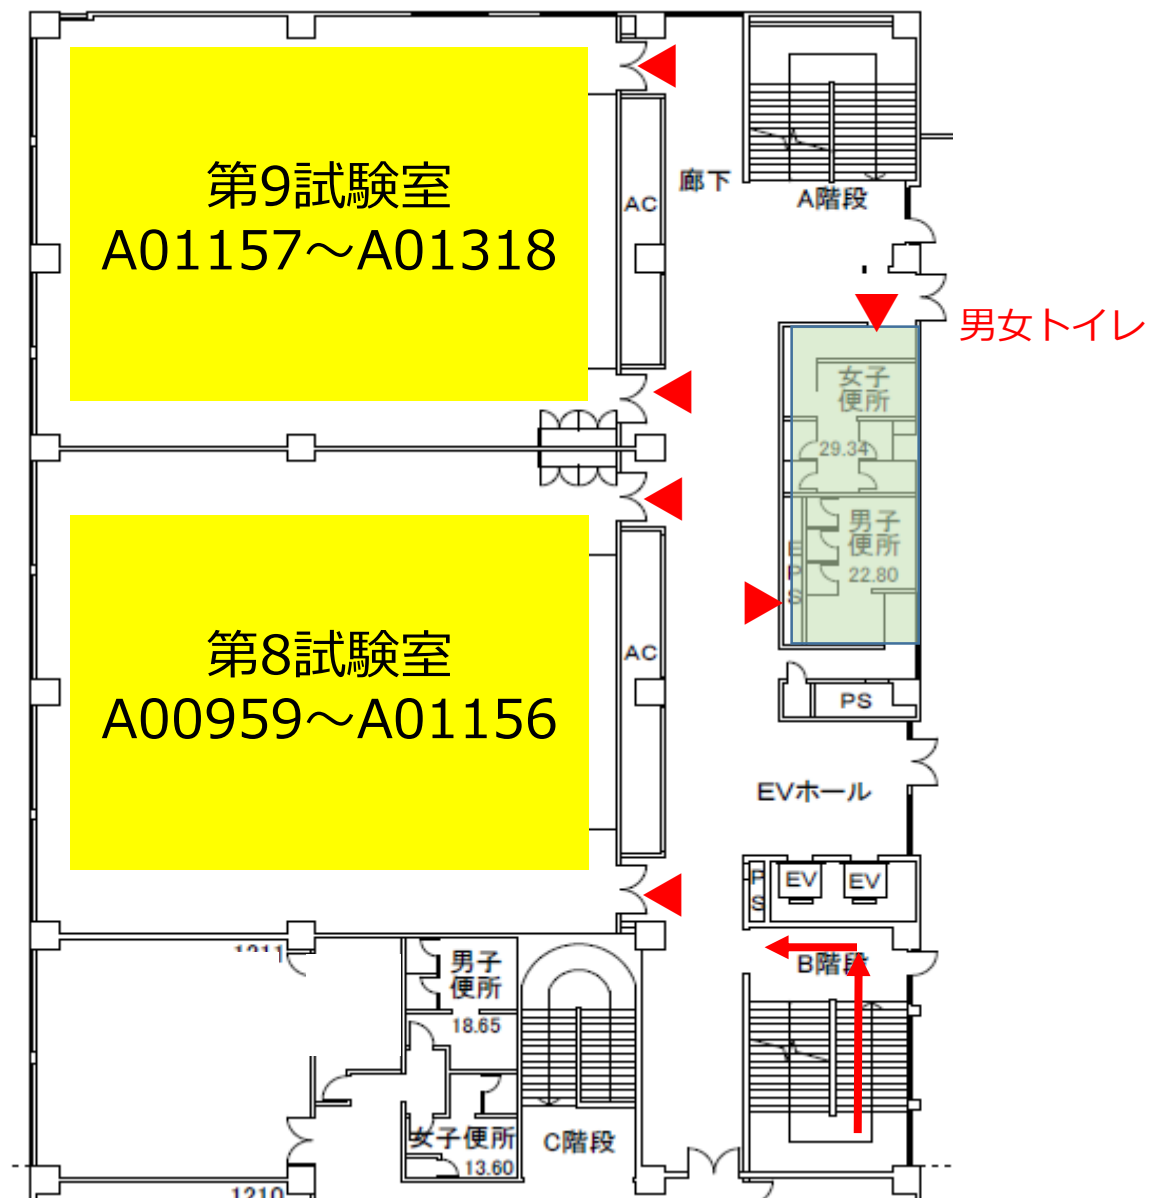 第9試験室
A01157～A01318
AC
廊下
A階段
男女トイレ
女子
便所
29.34
男子
便所
22.80
EPS
第8試験室
A00959～A01156
AC
PS
EVホール
PS
EV
EV
B階段
1211
男子
便所
18.65
女子便所
13.60
C階段
1210